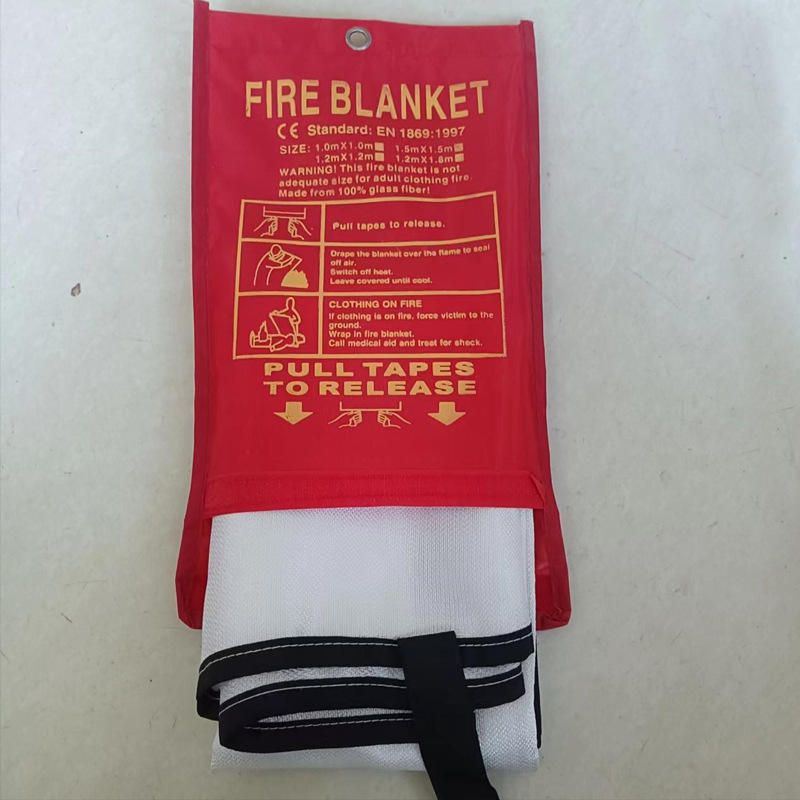 FIRE BLANKET
CE Standard: EN 1869:1997
SIZE: 1.0mX1.0m 1.5mX1.5m
1.2mX1.2m 1.2mX1.8m
WARNING! This fire blanket is not
adequate size for adult clothing fire.
Made from 100% glass fiber!
Pull tapes to release.
Drape the blanket over the flame to seal
off air.
Switch off heat.
Leave covered until cool.
CLOTHING ON FIRE
If clothing is on fire, force victim to the
ground.
Wrap in fire blanket.
Call medical aid and treat for shock.
PULL TAPES
TO RELEASE